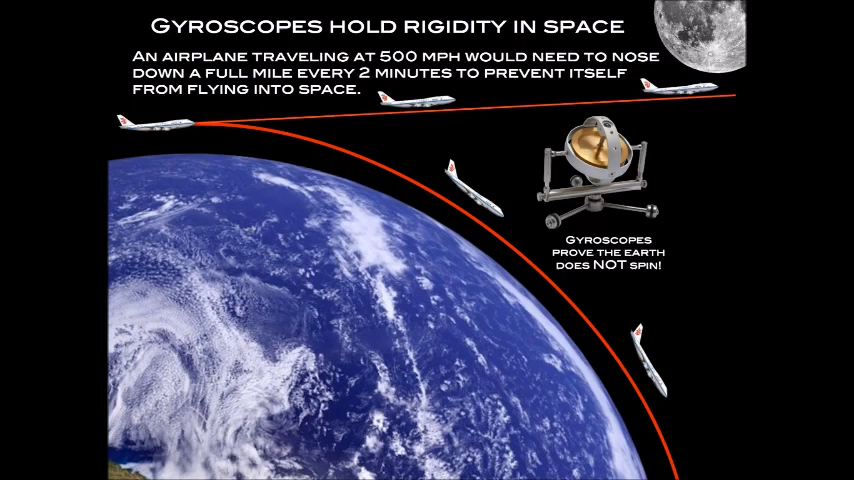 Gyroscopes hold rigidity in space
An airplane traveling at 500 mph would need to nose
down a full mile every 2 minutes to prevent itself
from flying into space.
Gyroscopes
prove the earth
does NOT spin!